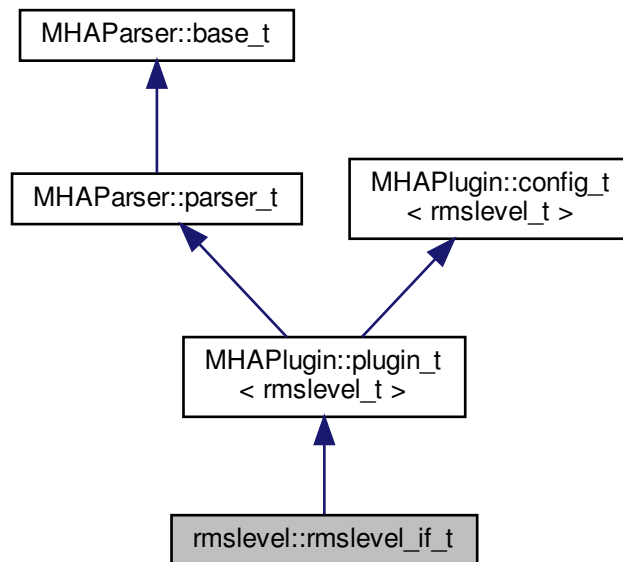 MHAParser::base_t
MHAParser::parser_t
MHAPlugin::config_t
< rmslevel_t >
MHAPlugin::plugin_t
< rmslevel_t >
rmslevel::rmslevel_if_t